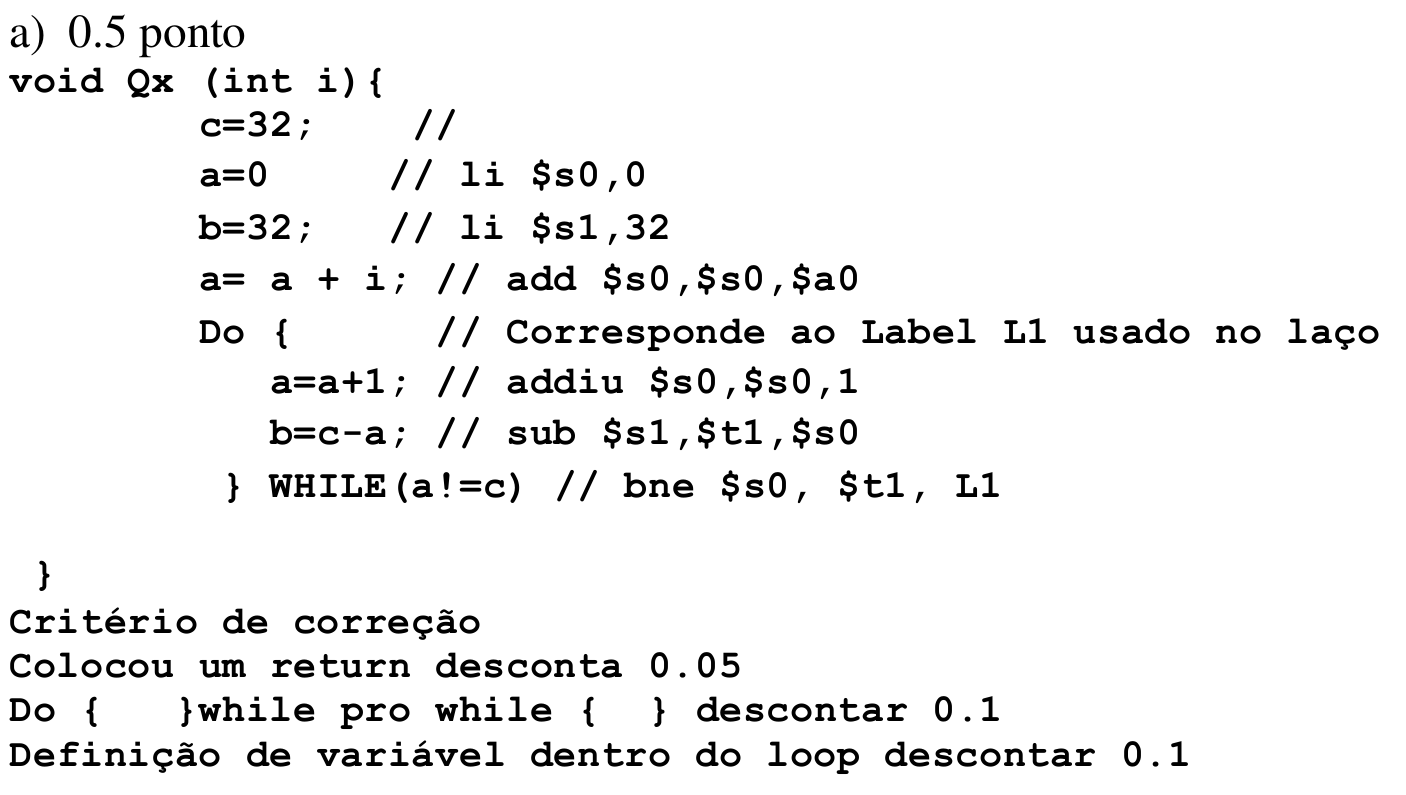 a) 0.5 ponto
void Qx (int i){
c=32; //
a=0 // li $s0,0
b=32; // li $s1,32
a= a + i; // add $s0,$s0,$a0
Do { // Corresponde ao Label L1 usado no laço
a=a+1; // addiu $s0,$s0,1
b=c-a; // sub $s1,$t1,$s0
} WHILE(a!=c) // bne $s0, $t1, L1
}
Critério de correção
Colocou um return desconta 0.05
Do { }while pro while { } descontar 0.1
Definição de variável dentro do loop descontar 0.1